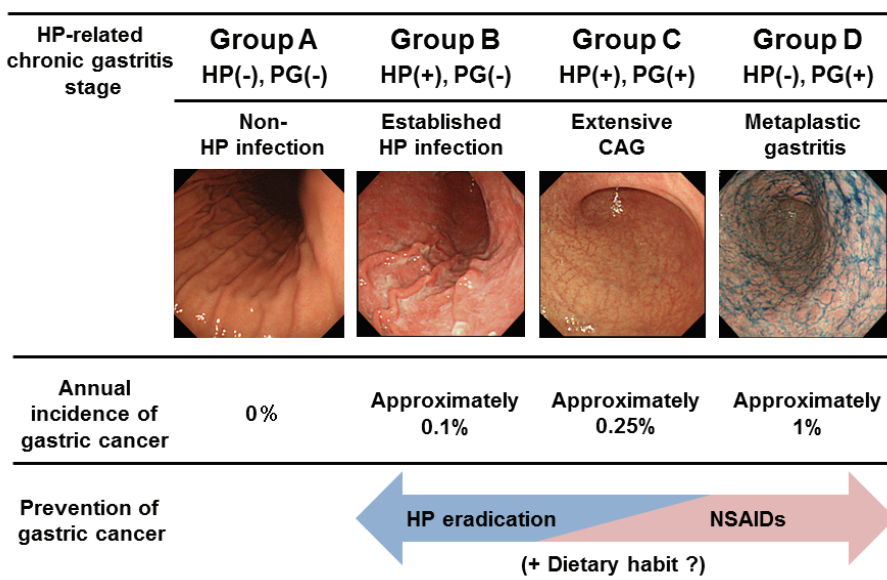 HP-related
chronic gastritis
stage
Group A
HP(-), PG(-)
Group B
HP(+), PG(-)
Group C
HP(+), PG(+)
Group D
HP(-), PG(+)
Non-
HP infection
Established
HP infection
Extensive
CAG
Metaplastic
gastritis
Annual
incidence of
gastric cancer
0%
Approximately
0.1%
Approximately
0.25%
Approximately
1%
Prevention of
gastric cancer
HP eradication
NSAIDs
(+ Dietary habit ?)